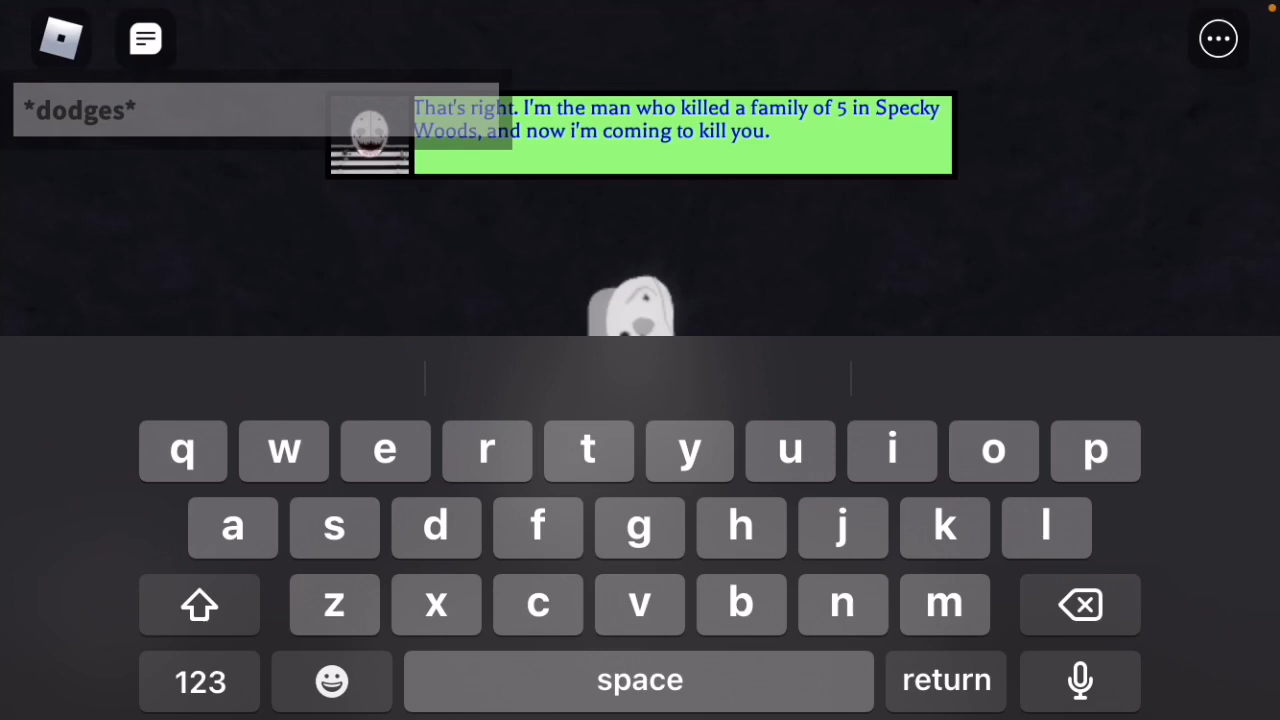 *dodges*
That's right. I'm the man who killed a family of 5 in Specky
Woods, and now i'm coming to kill you.
q w e r t y u i o p
a s d f g h j k l
z x c v b n m
123 space return